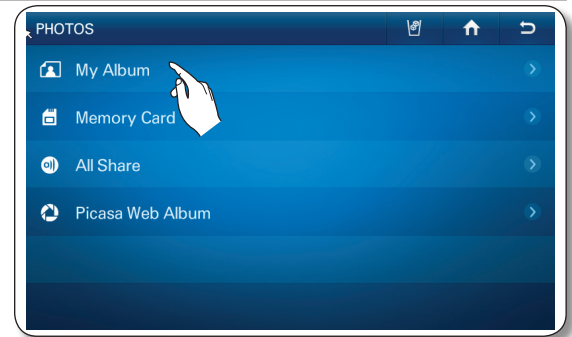 PHOTOS
My Album
Memory Card
All Share
Picasa Web Album